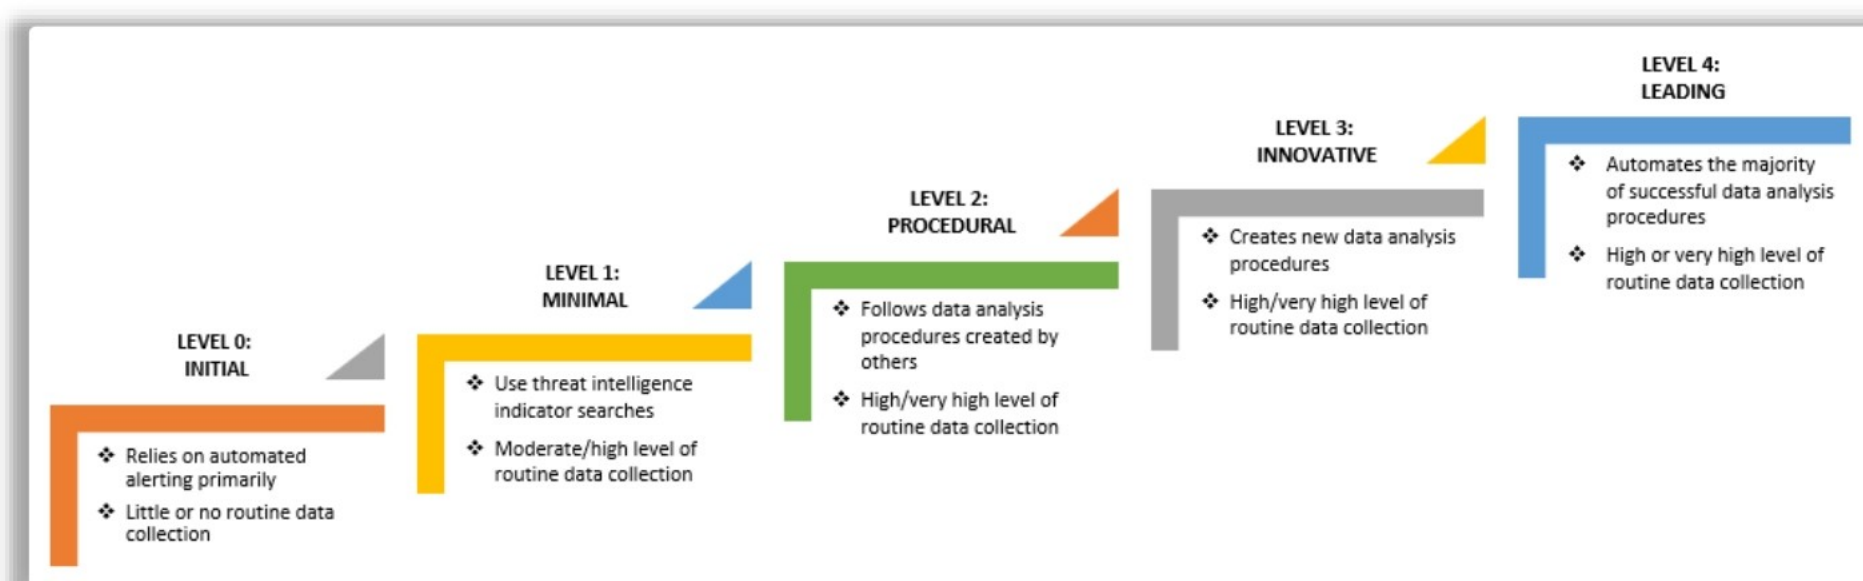 LEVEL 0:
INITIAL
❖ Relies on automated
alerting primarily
❖ Little or no routine data
collection
LEVEL 1:
MINIMAL
❖ Use threat intelligence
indicator searches
❖ Moderate/high level of
routine data collection
LEVEL 2:
PROCEDURAL
❖ Follows data analysis
procedures created by
others
❖ High/very high level of
routine data collection
LEVEL 3:
INNOVATIVE
❖ Creates new data analysis
procedures
❖ High/very high level of
routine data collection
LEVEL 4:
LEADING
❖ Automates the majority
of successful data analysis
procedures
❖ High or very high level of
routine data collection